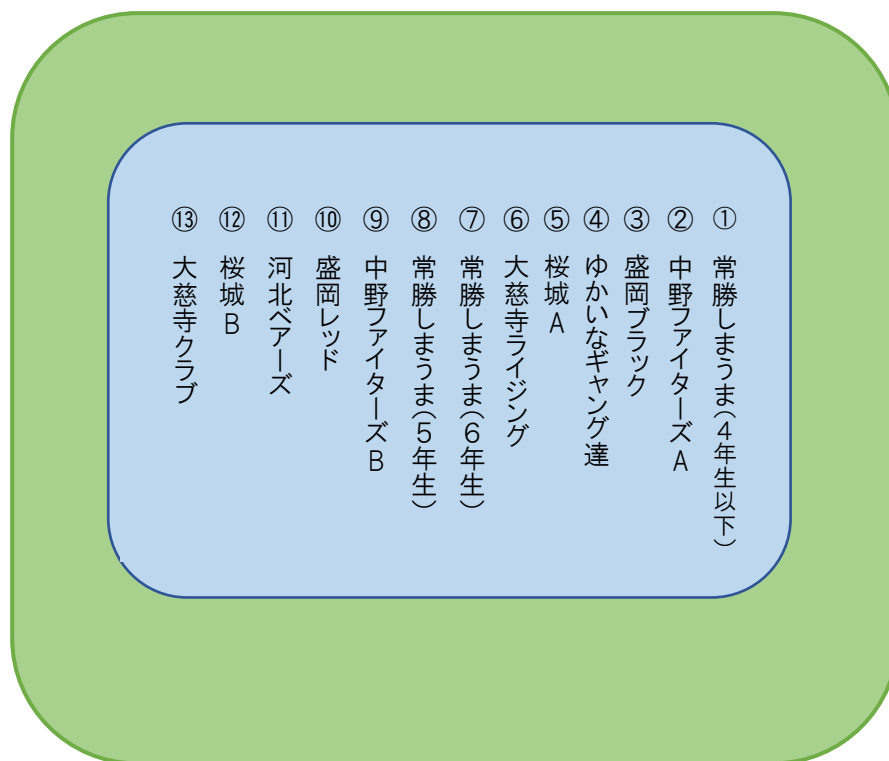 ① 常勝しまうま（４年生以下）
② 中野ファイターズA
③ 盛岡ブラック
④ ゆかいなギャング達
⑤ 桜城A
⑥ 大慈寺ライジング
⑦ 常勝しまうま（６年生）
⑧ 常勝しまうま（５年生）
⑨ 中野ファイターズB
⑩ 盛岡レッド
⑪ 河北ベアーズ
⑫ 桜城B
⑬ 大慈寺クラブ